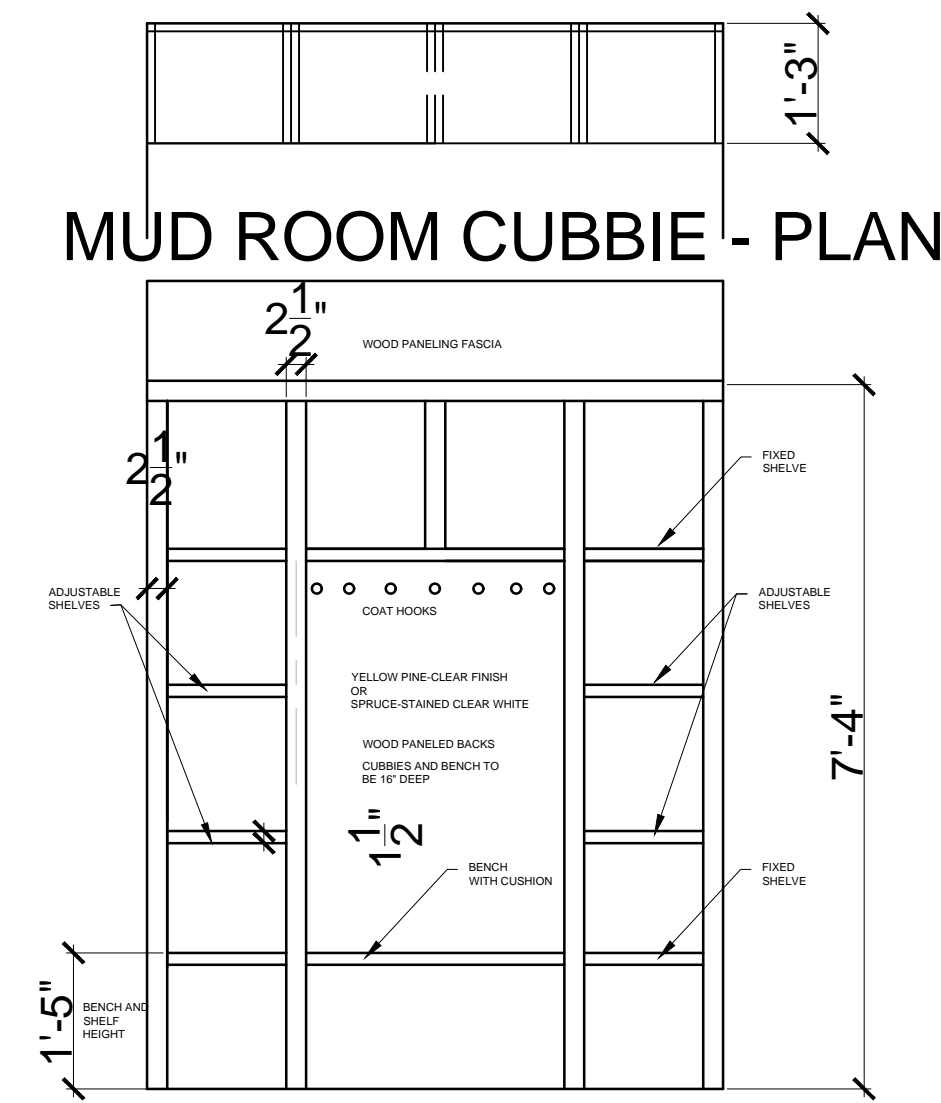 1'-3"
MUD ROOM CUBBIE - PLAN
2 1/2"
WOOD PANELING FASCIA
2 1/2"
FIXED
SHELVE
ADJUSTABLE
SHELVES
COAT HOOKS
ADJUSTABLE
SHELVES
YELLOW PINE-CLEAR FINISH
OR
SPRUCE-STAINED CLEAR WHITE
7'-4"
WOOD PANELED BACKS
CUBBIES AND BENCH TO
BE 16" DEEP
1 1/2"
BENCH
WITH CUSHION
FIXED
SHELVE
1'-5"
BENCH AND
SHELF
HEIGHT